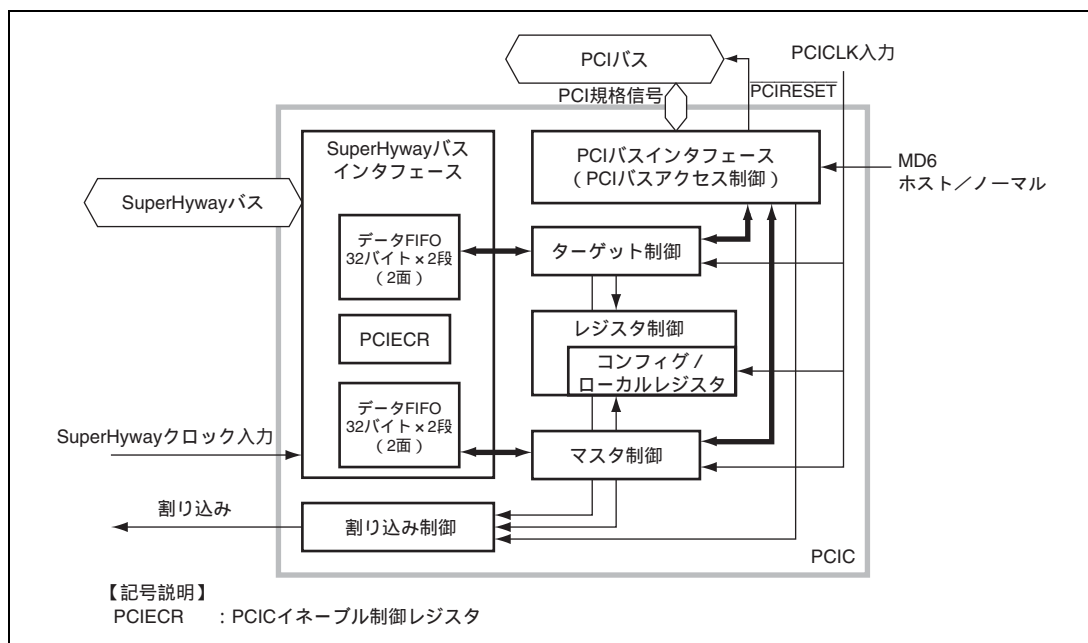 PCIバス
PCICLK入力
PCI規格信号
PCIRESET
SuperHywayバス
インタフェース
PCIバスインタフェース
(PCIバスアクセス制御)
MD6
ホスト/ノーマル
SuperHywayバス
データFIFO
32バイト×2段
(2面)
ターゲット制御
レジスタ制御
PCIECR
コンフィグ/
ローカルレジスタ
データFIFO
32バイト×2段
(2面)
SuperHywayクロック入力
マスタ制御
割り込み
割り込み制御
PCIC
【記号説明】
PCIECR :PCICイネーブル制御レジスタ